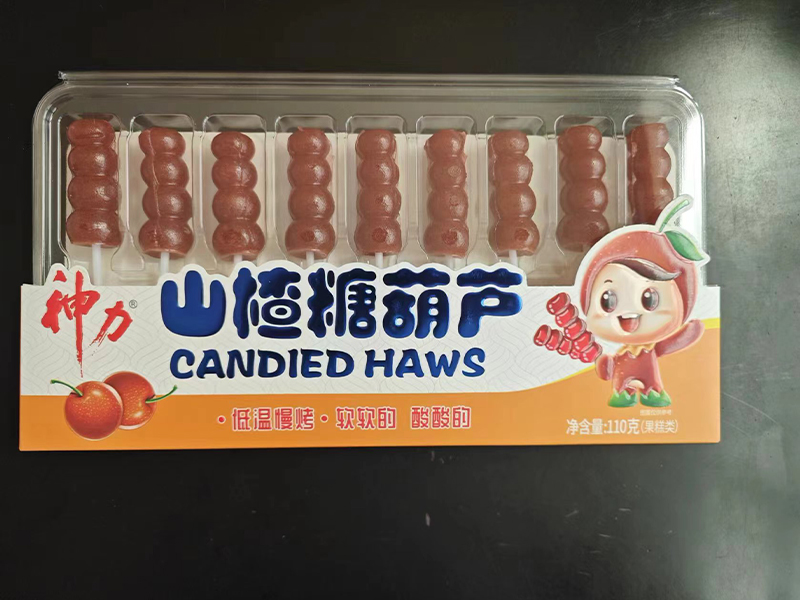 神力®
山楂糖葫芦
CANDIED HAWS
·低温慢烤·软软的 酸酸的
净含量:110克(果糕类)